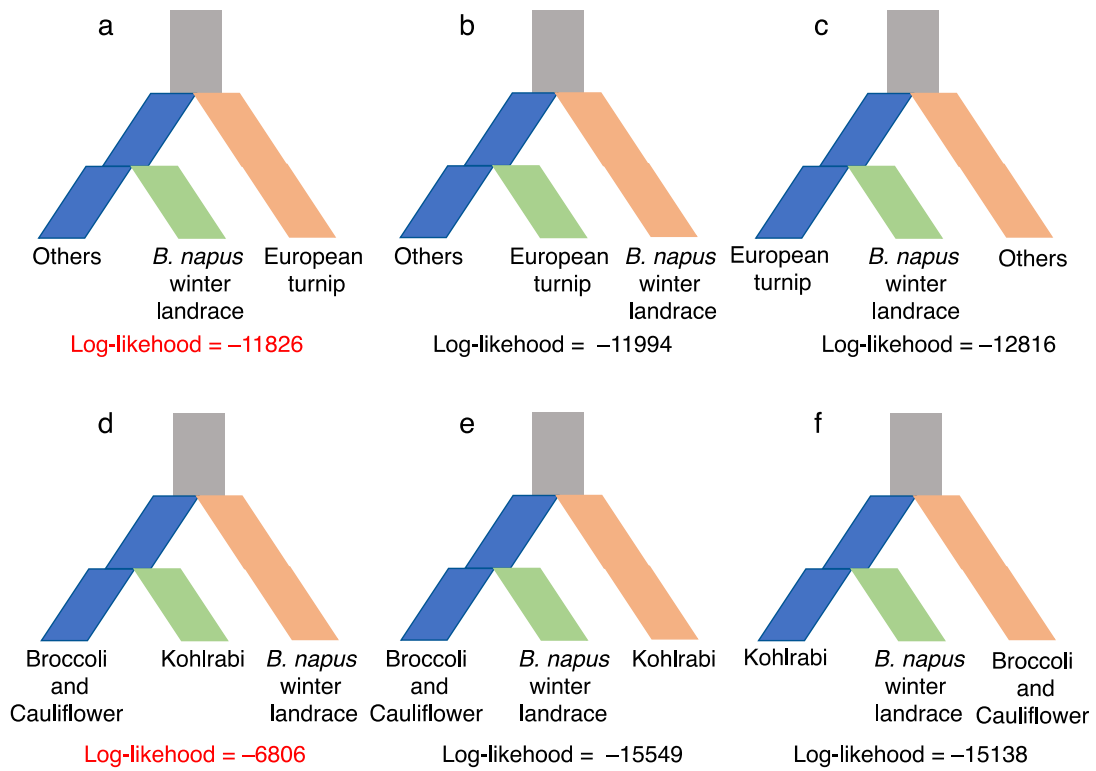 a
b
c
Others
B. napus
winter
landrace
European
turnip
Log-likehood = –11826
Others
European
turnip
B. napus
winter
landrace
Log-likehood = –11994
European
turnip
B. napus
winter
landrace
Others
Log-likehood = –12816
d
e
f
Broccoli
and
Cauliflower
Kohlrabi
B. napus
winter
landrace
Log-likehood = –6806
Broccoli
and
Cauliflower
B. napus
winter
landrace
Kohlrabi
Log-likehood = –15549
Kohlrabi
B. napus
winter
landrace
Broccoli
and
Cauliflower
Log-likehood = –15138